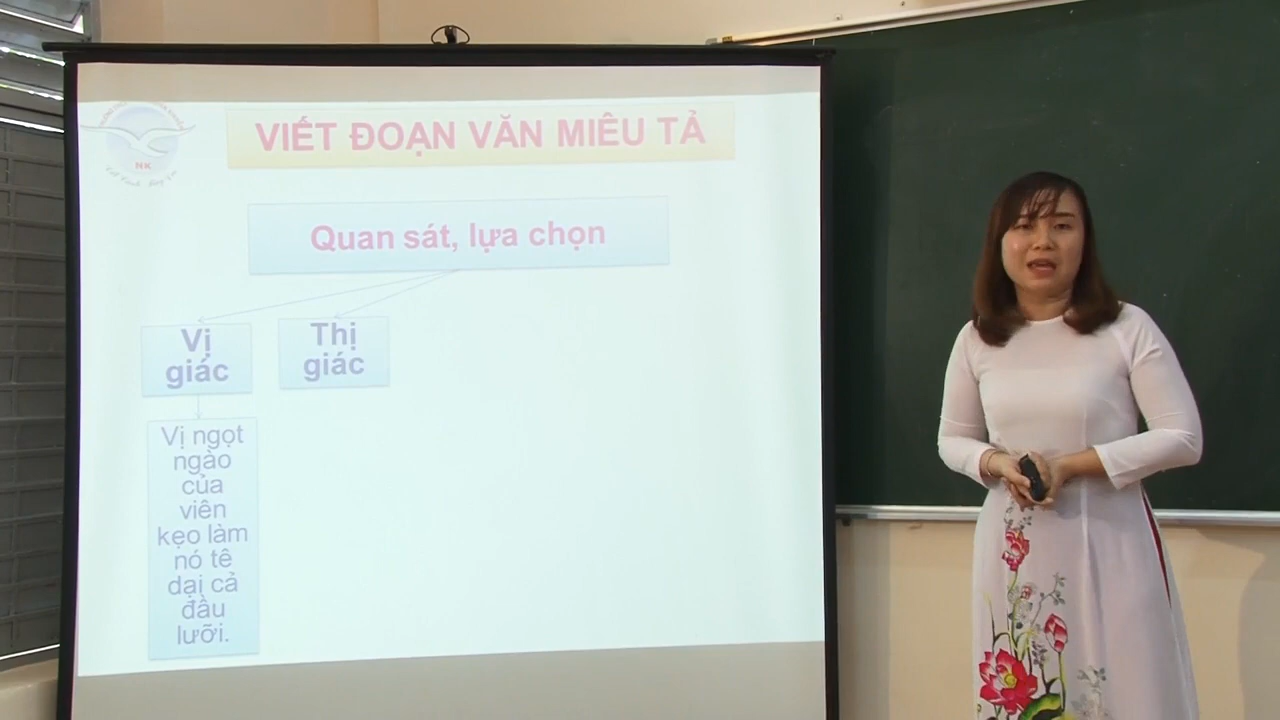 VIẾT ĐOẠN VĂN MIÊU TẢ
Quan sát, lựa chọn
Vị
giác
Thị
giác
Vị ngọt
ngào
của
viên
kẹo làm
nó tê
dại cả
đầu
lưỡi.
NK